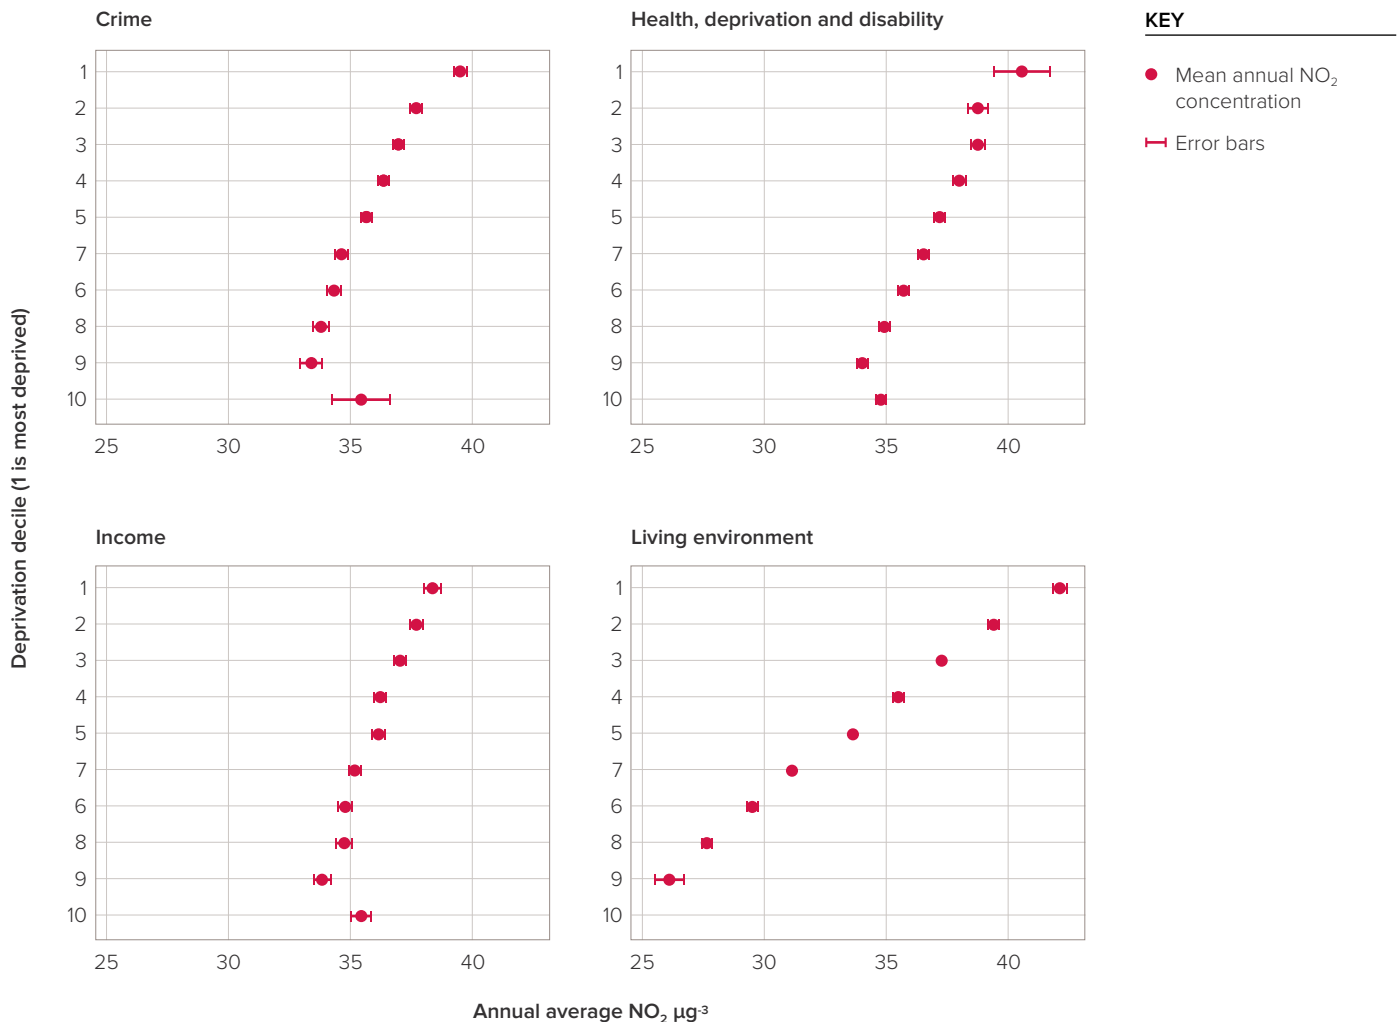 Crime
1
2
3
4
5
7
6
8
9
10
25 30 35 40
Health, deprivation and disability
1
2
3
4
5
7
6
8
9
10
25 30 35 40
KEY
Mean annual NO₂
concentration
Error bars
Deprivation decile (1 is most deprived)
Income
1
2
3
4
5
7
6
8
9
10
25 30 35 40
Living environment
1
2
3
4
5
7
6
8
9
10
25 30 35 40
Annual average NO₂ µg⁻³